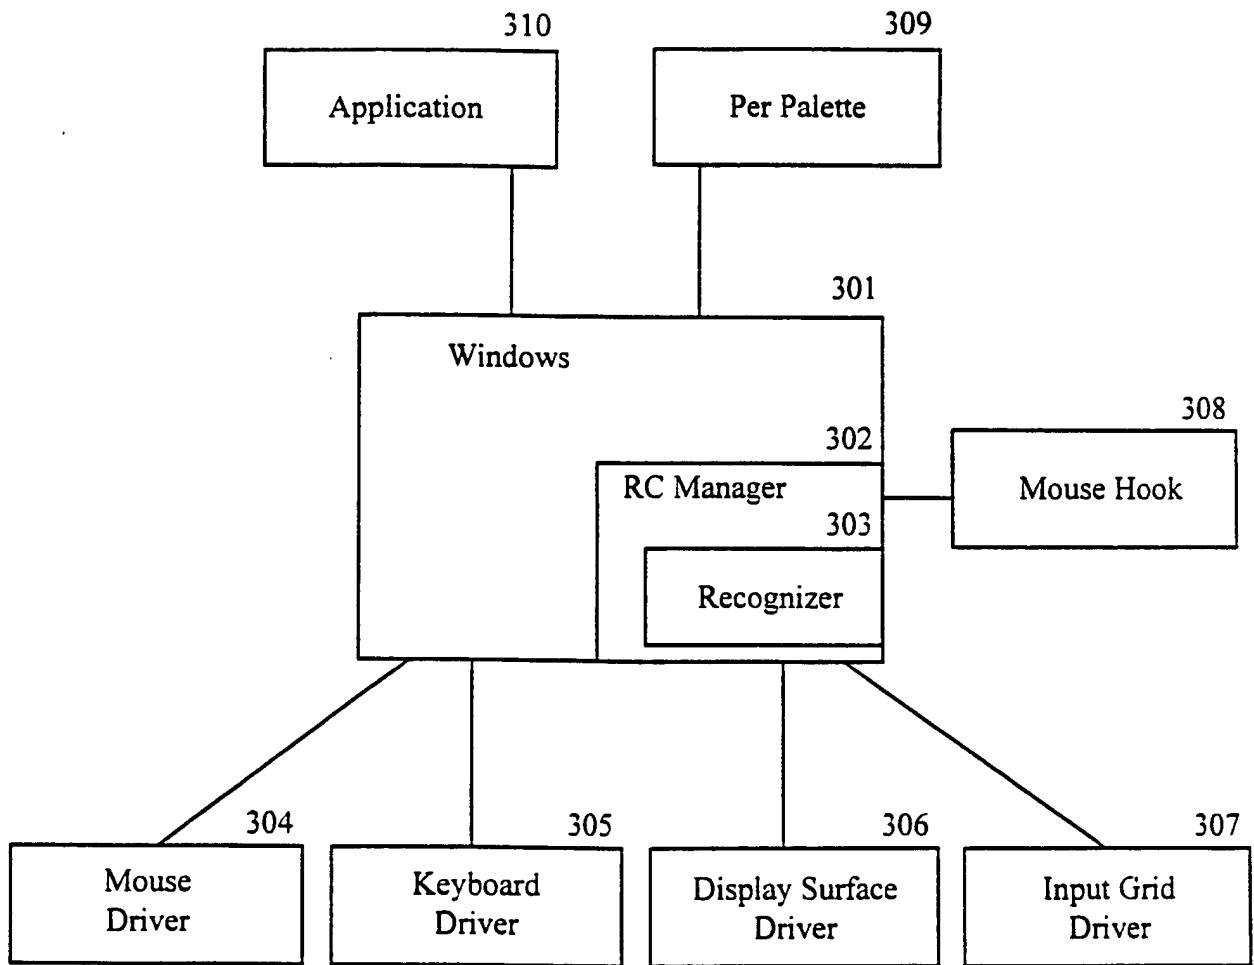 310
309
Application
Per Palette
301
Windows
308
302
RC Manager
Mouse Hook
303
Recognizer
304
305
306
307
Mouse
Driver
Keyboard
Driver
Display Surface
Driver
Input Grid
Driver